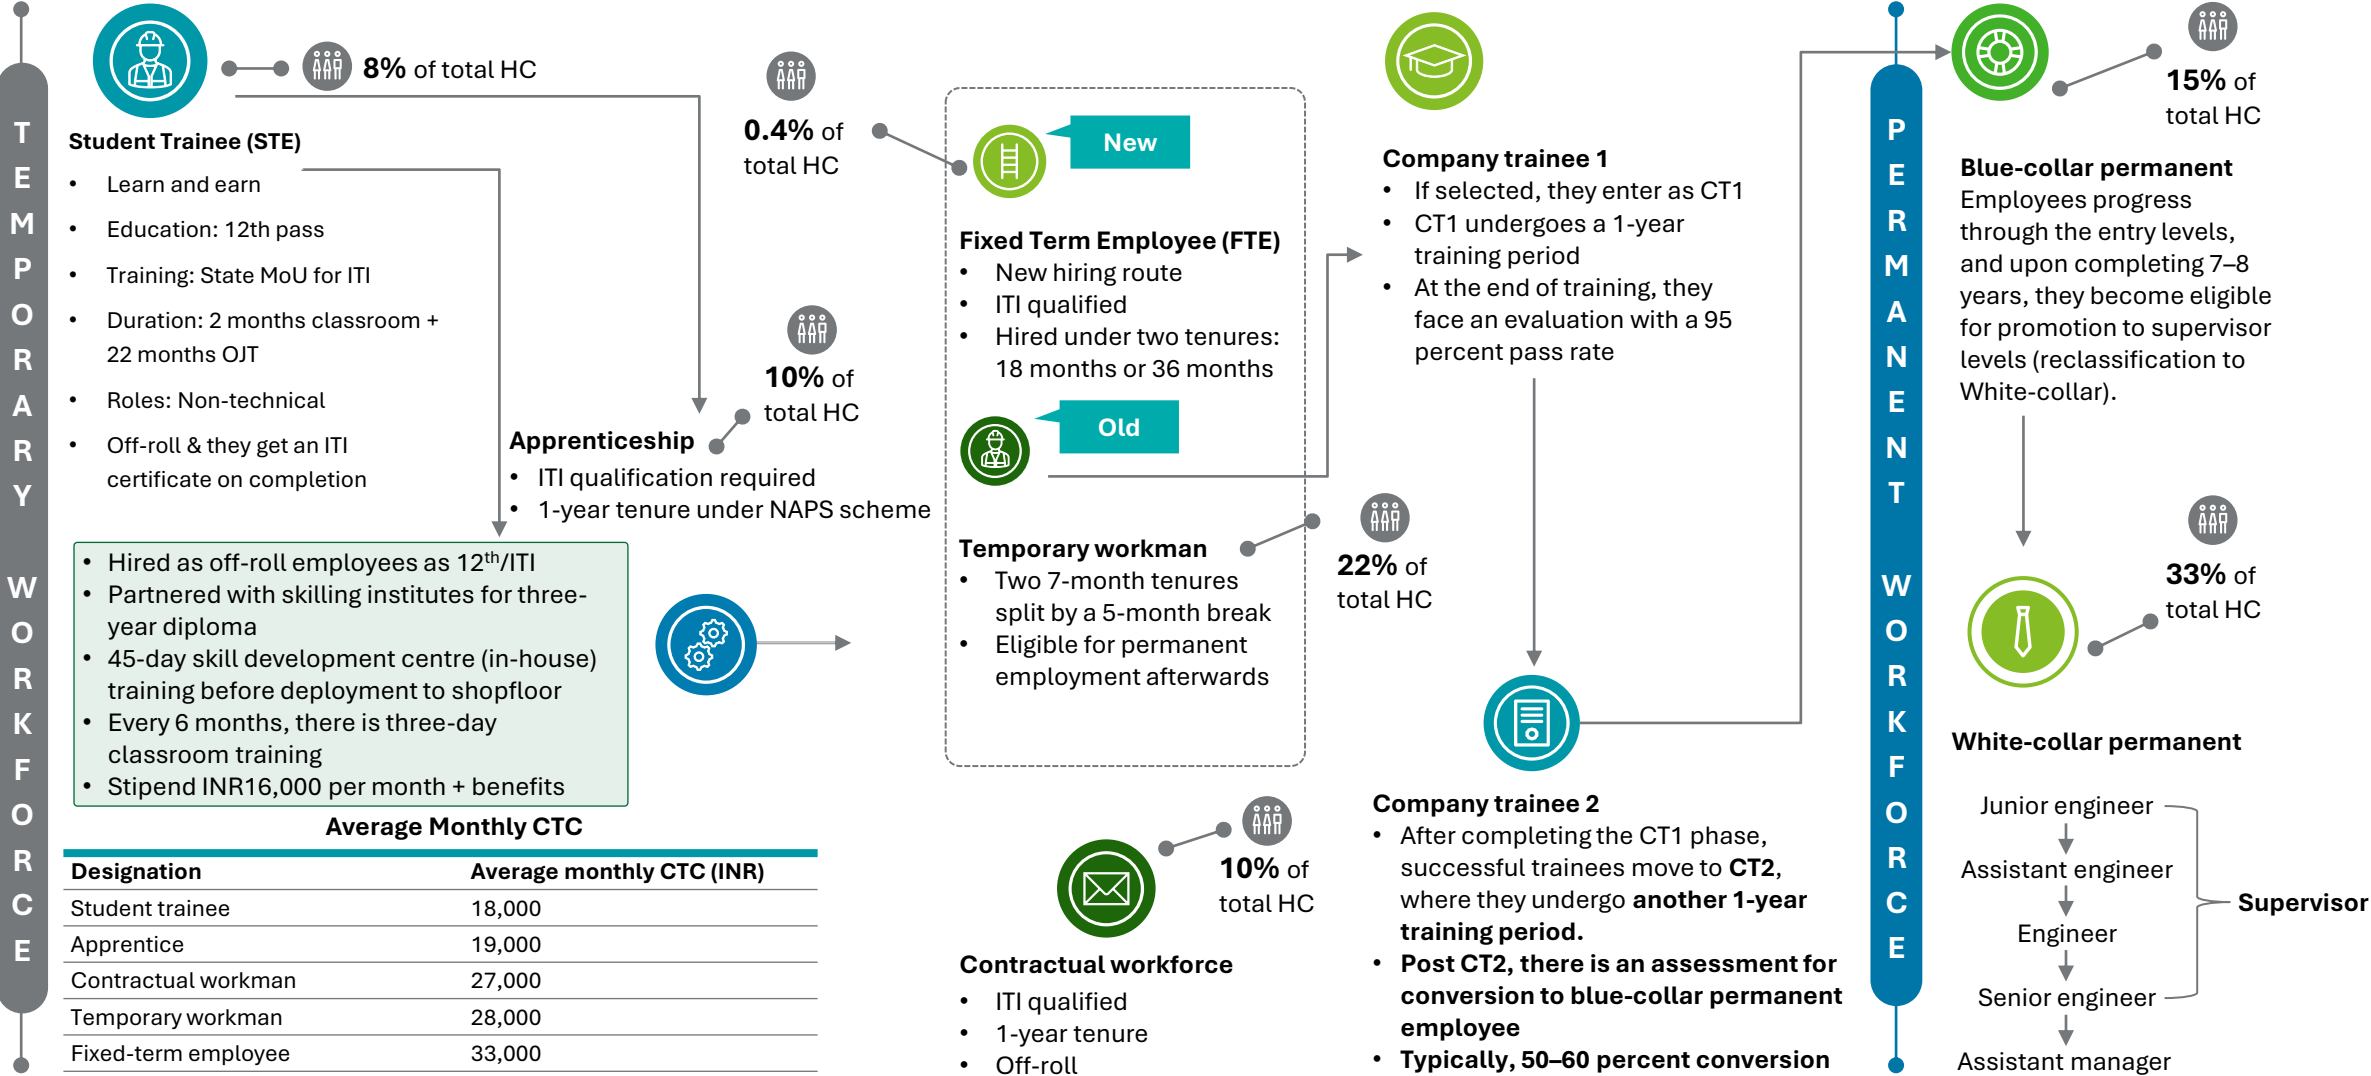 TEMPORARY WORKFORCE
8% of total HC
Student Trainee (STE)
• Learn and earn
• Education: 12th pass
• Training: State MoU for ITI
• Duration: 2 months classroom +
22 months OJT
• Roles: Non-technical
• Off-roll & they get an ITI
certificate on completion
10% of
total HC
Apprenticeship
• ITI qualification required
• 1-year tenure under NAPS scheme
• Hired as off-roll employees as 12th/ITI
• Partnered with skilling institutes for three-
year diploma
• 45-day skill development centre (in-house)
training before deployment to shopfloor
• Every 6 months, there is three-day
classroom training
• Stipend INR16,000 per month + benefits
Average Monthly CTC
Designation Average monthly CTC (INR)
Student trainee 18,000
Apprentice 19,000
Contractual workman 27,000
Temporary workman 28,000
Fixed-term employee 33,000
0.4% of
total HC
New
Fixed Term Employee (FTE)
• New hiring route
• ITI qualified
• Hired under two tenures:
18 months or 36 months
Old
Temporary workman
• Two 7-month tenures
split by a 5-month break
• Eligible for permanent
employment afterwards
22% of
total HC
10% of
total HC
Contractual workforce
• ITI qualified
• 1-year tenure
• Off-roll
Company trainee 1
• If selected, they enter as CT1
• CT1 undergoes a 1-year
training period
• At the end of training, they
face an evaluation with a 95
percent pass rate
Company trainee 2
• After completing the CT1 phase,
successful trainees move to CT2,
where they undergo another 1-year
training period.
• Post CT2, there is an assessment for
conversion to blue-collar permanent
employee
• Typically, 50–60 percent conversion
PERMANENT WORKFORCE
15% of
total HC
Blue-collar permanent
Employees progress
through the entry levels,
and upon completing 7–8
years, they become eligible
for promotion to supervisor
levels (reclassification to
White-collar).
33% of
total HC
White-collar permanent
Junior engineer
Assistant engineer
Supervisor
Engineer
Senior engineer
Assistant manager